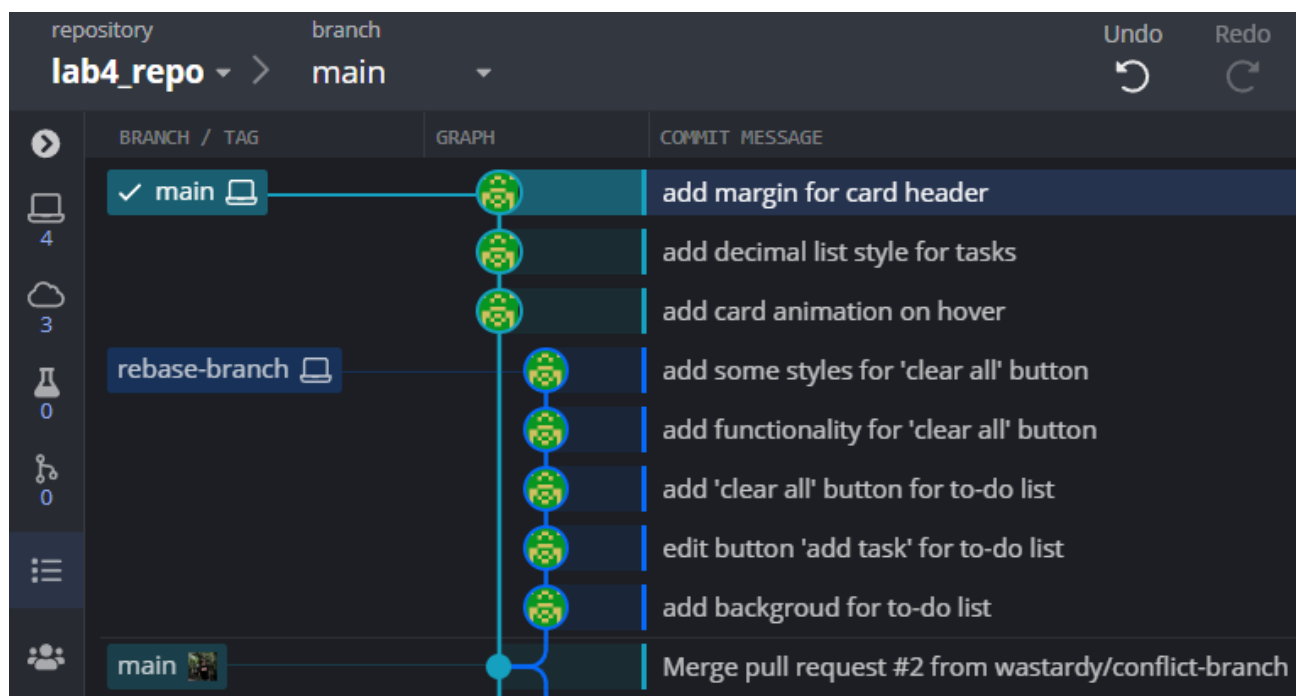 repository branch Undo Redo
lab4_repo main
BRANCH / TAG GRAPH COMMIT MESSAGE
main add margin for card header
4 add decimal list style for tasks
3 add card animation on hover
rebase-branch add some styles for 'clear all' button
0 add functionality for 'clear all' button
0 add 'clear all' button for to-do list
edit button 'add task' for to-do list
add backgroud for to-do list
main Merge pull request #2 from wastardy/conflict-branch